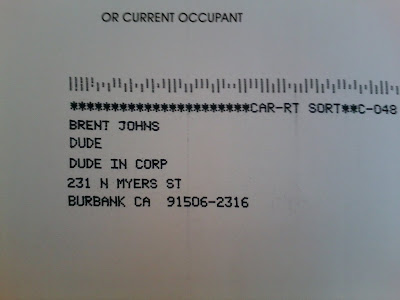 OR CURRENT OCCUPANT
**********************CAR-RT SORT**C-048
BRENT JOHNS
DUDE
DUDE IN CORP
231 N MYERS ST
BURBANK CA 91506-2316